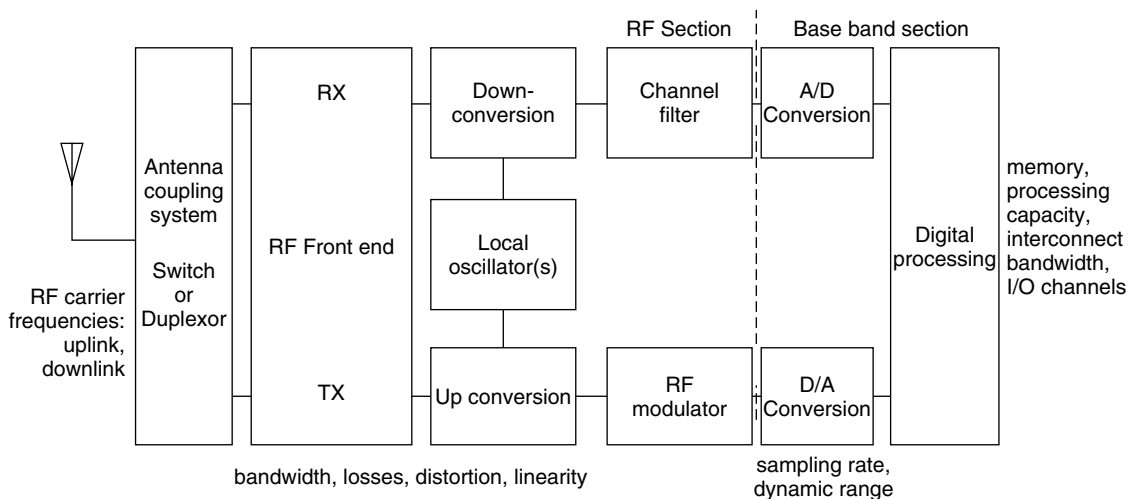 RF Section
Base band section
RX
Down-
conversion
Channel
filter
A/D
Conversion
Antenna
coupling
system
Switch
or
Duplexor
RF Front end
Local
oscillator(s)
Digital
processing
memory,
processing
capacity,
interconnect
bandwidth,
I/O channels
RF carrier
frequencies:
uplink,
downlink
TX
Up conversion
RF
modulator
D/A
Conversion
bandwidth, losses, distortion, linearity
sampling rate,
dynamic range